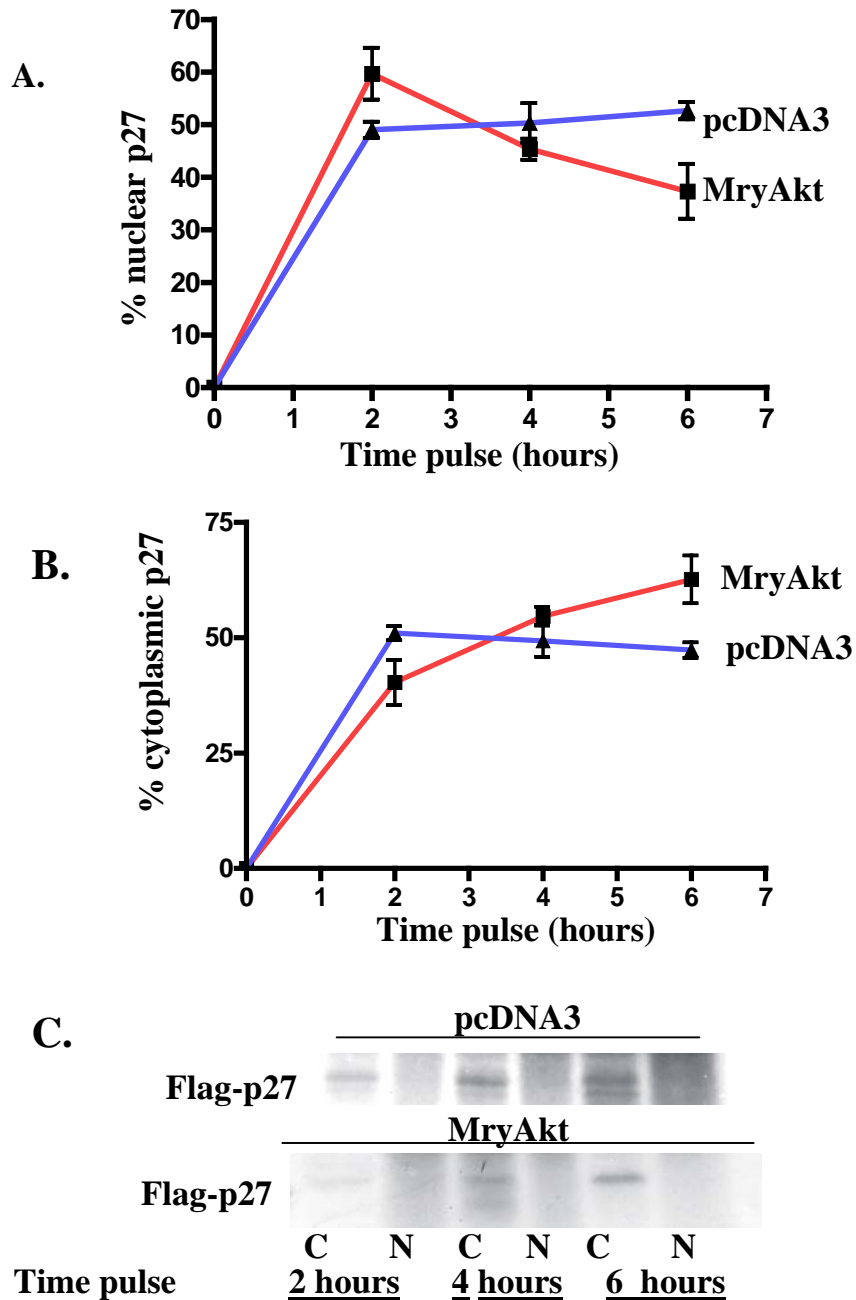 A.
% nuclear p27
70
60
50
40
30
20
10
0
pcDNA3
MryAkt
0 1 2 3 4 5 6 7
Time pulse (hours)
B.
% cytoplasmic p27
75
50
25
0
MryAkt
pcDNA3
0 1 2 3 4 5 6 7
Time pulse (hours)
C.
pcDNA3
Flag-p27
MryAkt
Flag-p27
C N C N C N
Time pulse 2 hours 4 hours 6 hours